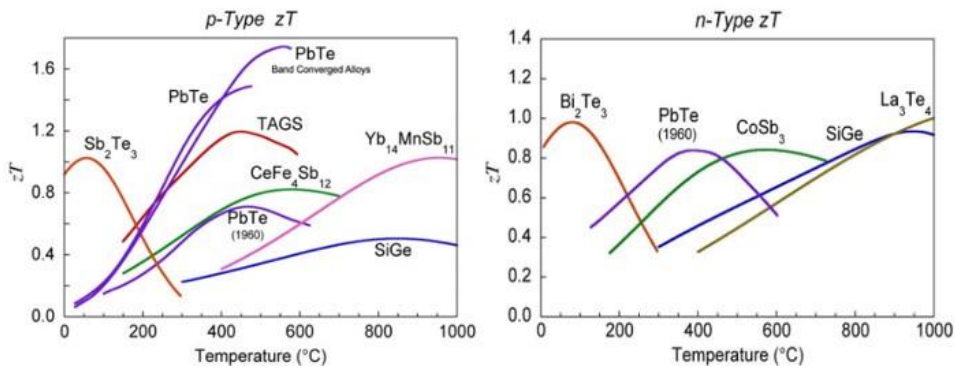 p-Type zT
1.6
1.2
0.8
0.4
0.0
zT
0
200
400
600
800
1000
Temperature (°C)
PbTe
Band Converged Alloys
PbTe
TAGS
Sb₂Te₃
Yb₁₄MnSb₁₁
CeFe₄Sb₁₂
PbTe
(1960)
SiGe
n-Type zT
1.4
1.2
1.0
0.8
0.6
0.4
0.2
0.0
zT
0
200
400
600
800
1000
Temperature (°C)
Bi₂Te₃
PbTe
(1960)
CoSb₃
SiGe
La₃Te₄